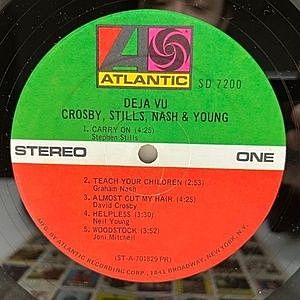 ATLANTIC
SD 7200
DEJA VU
CROSBY, STILLS, NASH & YOUNG
1. CARRY ON (4:25)
Stephen Stills
STEREO
ONE
2. TEACH YOUR CHILDREN (2:53)
Graham Nash
3. ALMOST CUT MY HAIR (4:25)
David Crosby
4. HELPLESS (3:30)
Neil Young
5. WOODSTOCK (3:52)
Joni Mitchell
(ST-A-701829 PR)
MFG. BY ATLANTIC RECORDING CORP., 1841 BROADWAY, NEW YORK, N.Y.